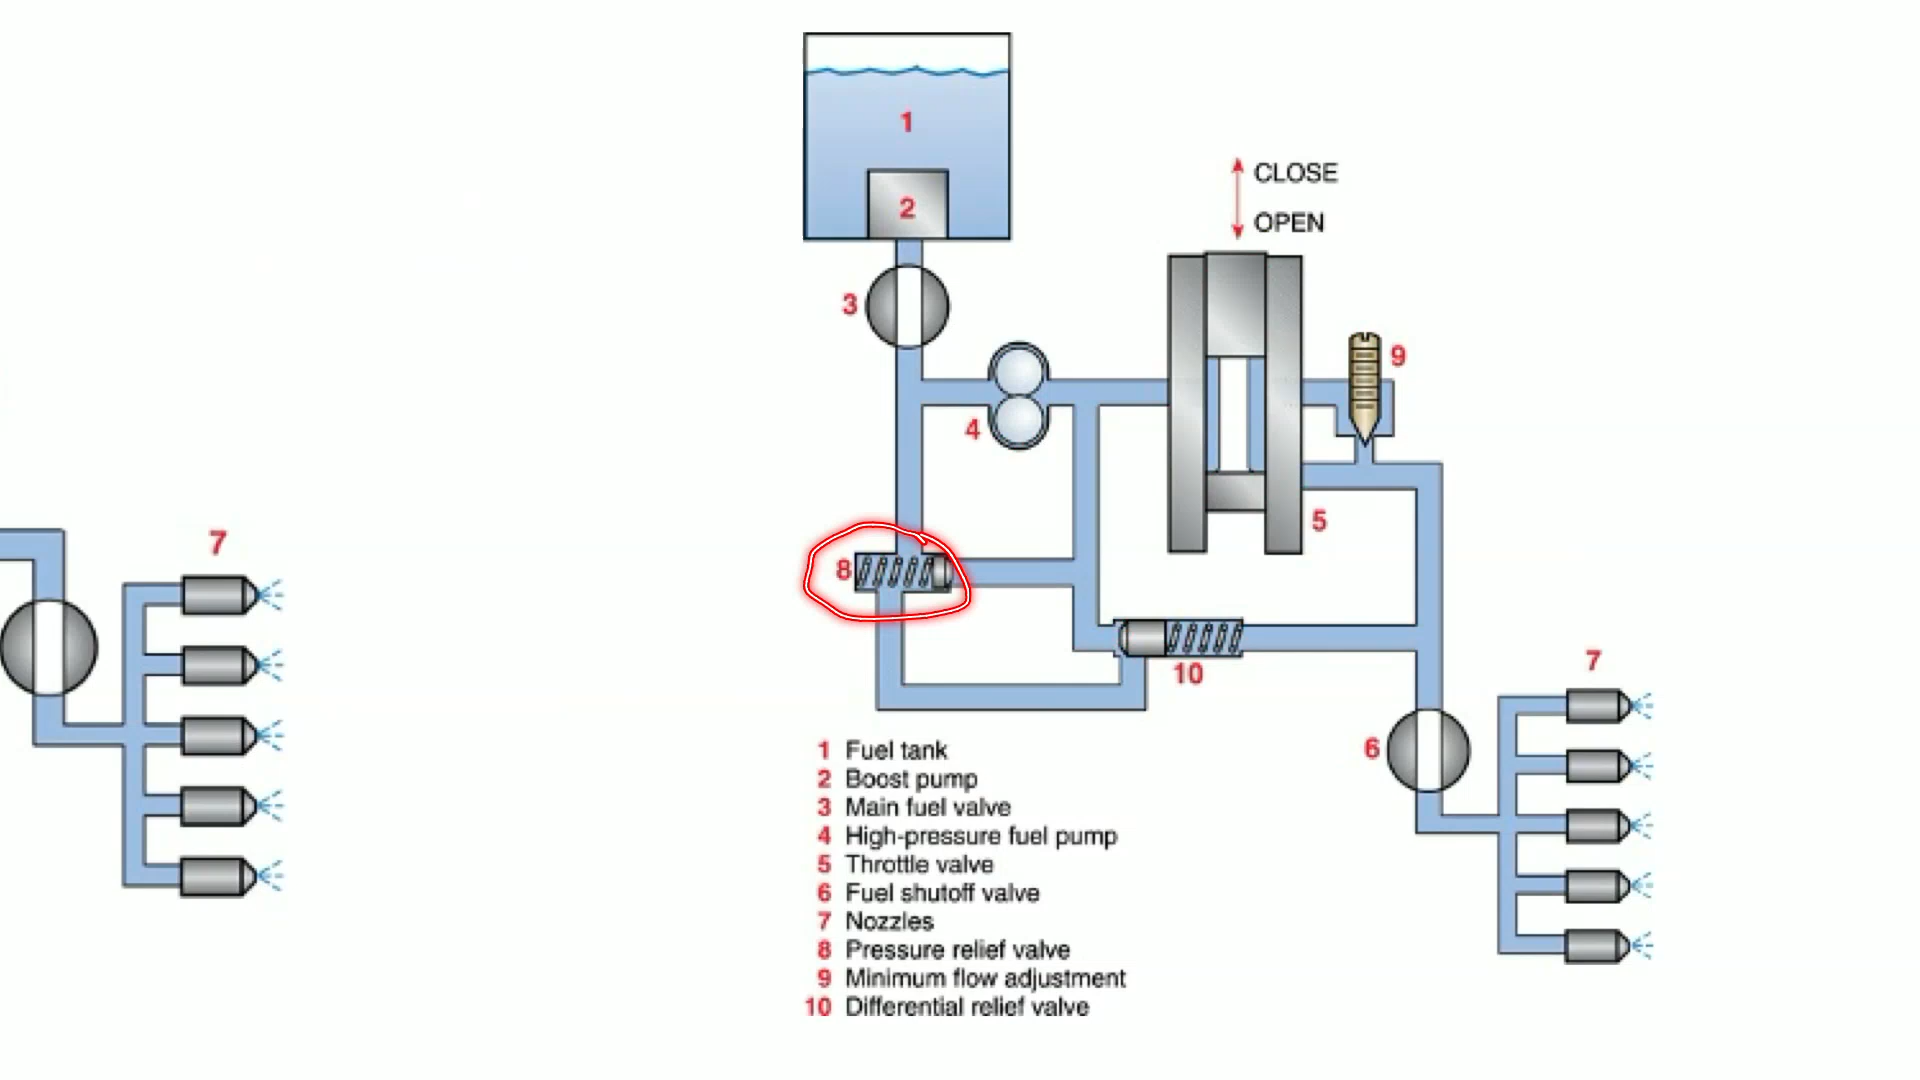 1
2
CLOSE
OPEN
3
9
4
5
7
8
10
7
6
1 Fuel tank
2 Boost pump
3 Main fuel valve
4 High-pressure fuel pump
5 Throttle valve
6 Fuel shutoff valve
7 Nozzles
8 Pressure relief valve
9 Minimum flow adjustment
10 Differential relief valve